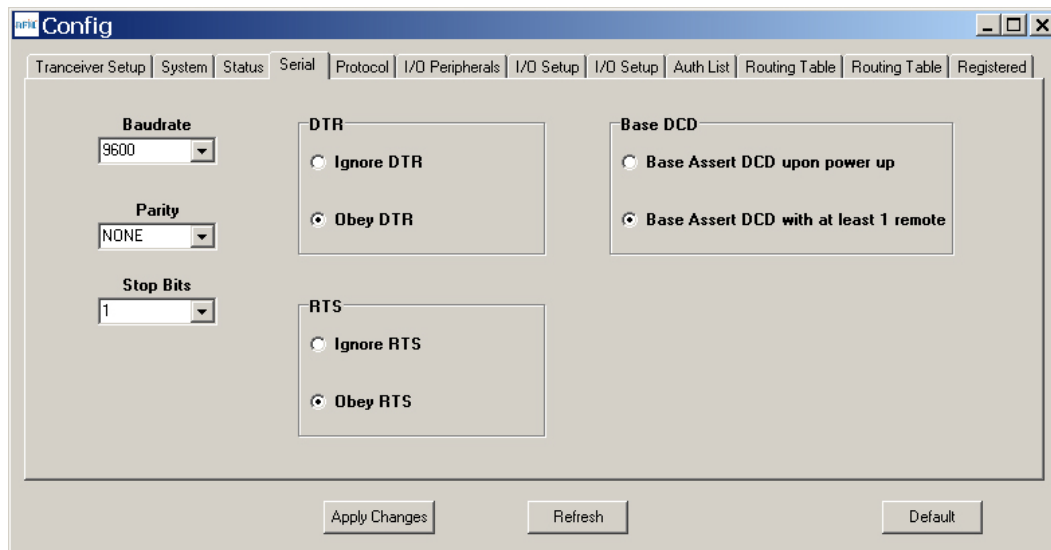 Config
Tranceiver Setup System Status Serial Protocol I/O Peripherals I/O Setup I/O Setup Auth List Routing Table Routing Table Registered
Baudrate
9600
Parity
NONE
Stop Bits
1
DTR
Ignore DTR
Obey DTR
RTS
Ignore RTS
Obey RTS
Base DCD
Base Assert DCD upon power up
Base Assert DCD with at least 1 remote
Apply Changes Refresh Default